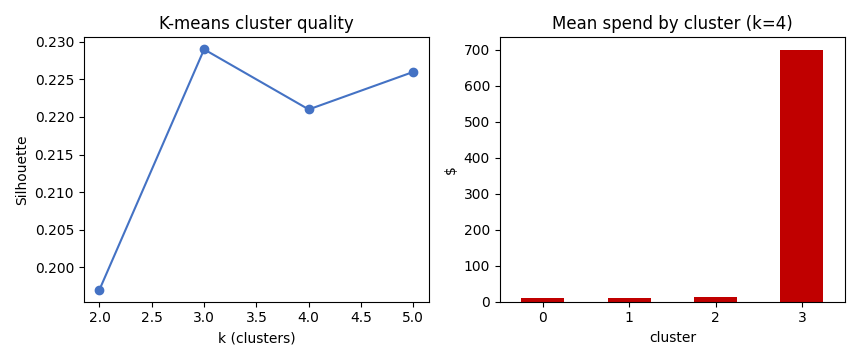 K-means cluster quality
Silhouette
0.230
0.225
0.220
0.215
0.210
0.205
0.200
2.0 2.5 3.0 3.5 4.0 4.5 5.0
k (clusters)
Mean spend by cluster (k=4)
$
700
600
500
400
300
200
100
0
0 1 2 3
cluster